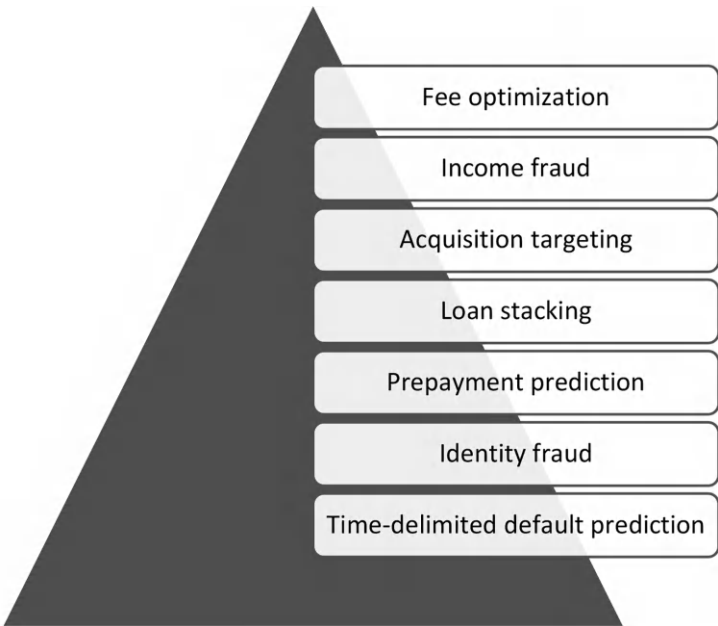 Fee optimization
Income fraud
Acquisition targeting
Loan stacking
Prepayment prediction
Identity fraud
Time-delimited default prediction